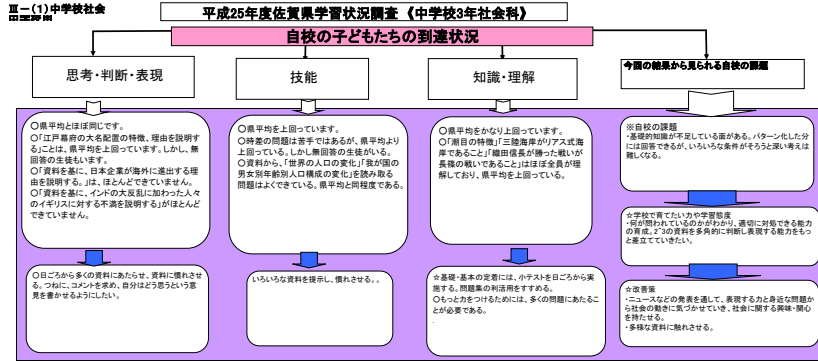 Ⅲ－(1)中学校社会
平成25年度佐賀県学習状況調査 《中学校3年社会科》
自校の子どもたちの到達状況
思考・判断・表現
〇県平均とほぼ同じです。
〇「江戸幕府の大名配置の特徴、理由を説明す
る」ことは、県平均を上回っています。しかし、無
回答の生徒もいます。
〇「資料を基に、日本企業が海外に進出する
理由を説明する。」は、ほとんどできていません。
〇「資料を基に、インドの大反乱に加わった人々
のイギリスに対する不満を説明する」がほとんど
できていません。
〇日ごろから多くの資料にあたらせ、資料に慣れさせ
る。つねに、コメントを求め、自分はどう思うという意
見を書かせるようにしたい。
技能
〇県平均を上回っています。
〇時差の問題は苦手ではあるが、県平均より
上回っている。しかし無回答の生徒がいる。
〇資料から、「世界の人口の変化」「我が国の
男女別年齢別人口構成の変化」を読み取る
問題はよくできている。県平均と同程度である。
いろいろな資料を提示し、慣れさせる。。
知識・理解
〇県平均をかなり上回っています。
〇「潮目の特徴」「三陸海岸がリアス式海
岸であること」「織田信長が勝った戦いが
長篠の戦いであること」はほぼ全員が理
解しており、県平均を上回っている。
☆基礎・基本の定着には、小テストを日ごろから実
施する。問題集の利活用をすすめる。
〇もっと力をつけるためには、多くの問題にあたるこ
とが必要である。
.
今回の結果から見られる自校の課題
※自校の課題
・基礎的知識が不足している面がある。パターン化した分
には回答ができるが、いろいろな条件がそろうと深い考えは
難しくなる。
☆学校で育てたい力や学習態度
・何が問われているのかがわかり、適切に対処できる能力
の育成。2~3の資料を多角的に判断し表現する能力をも
っと差立てていきたい。
☆改善策
・ニュースなどの発表を通して、表現する力と身近な問題か
ら社会の動きに気づかせていき、社会に関する興味・関心
を持たせる。
・多様な資料に触れさせる。